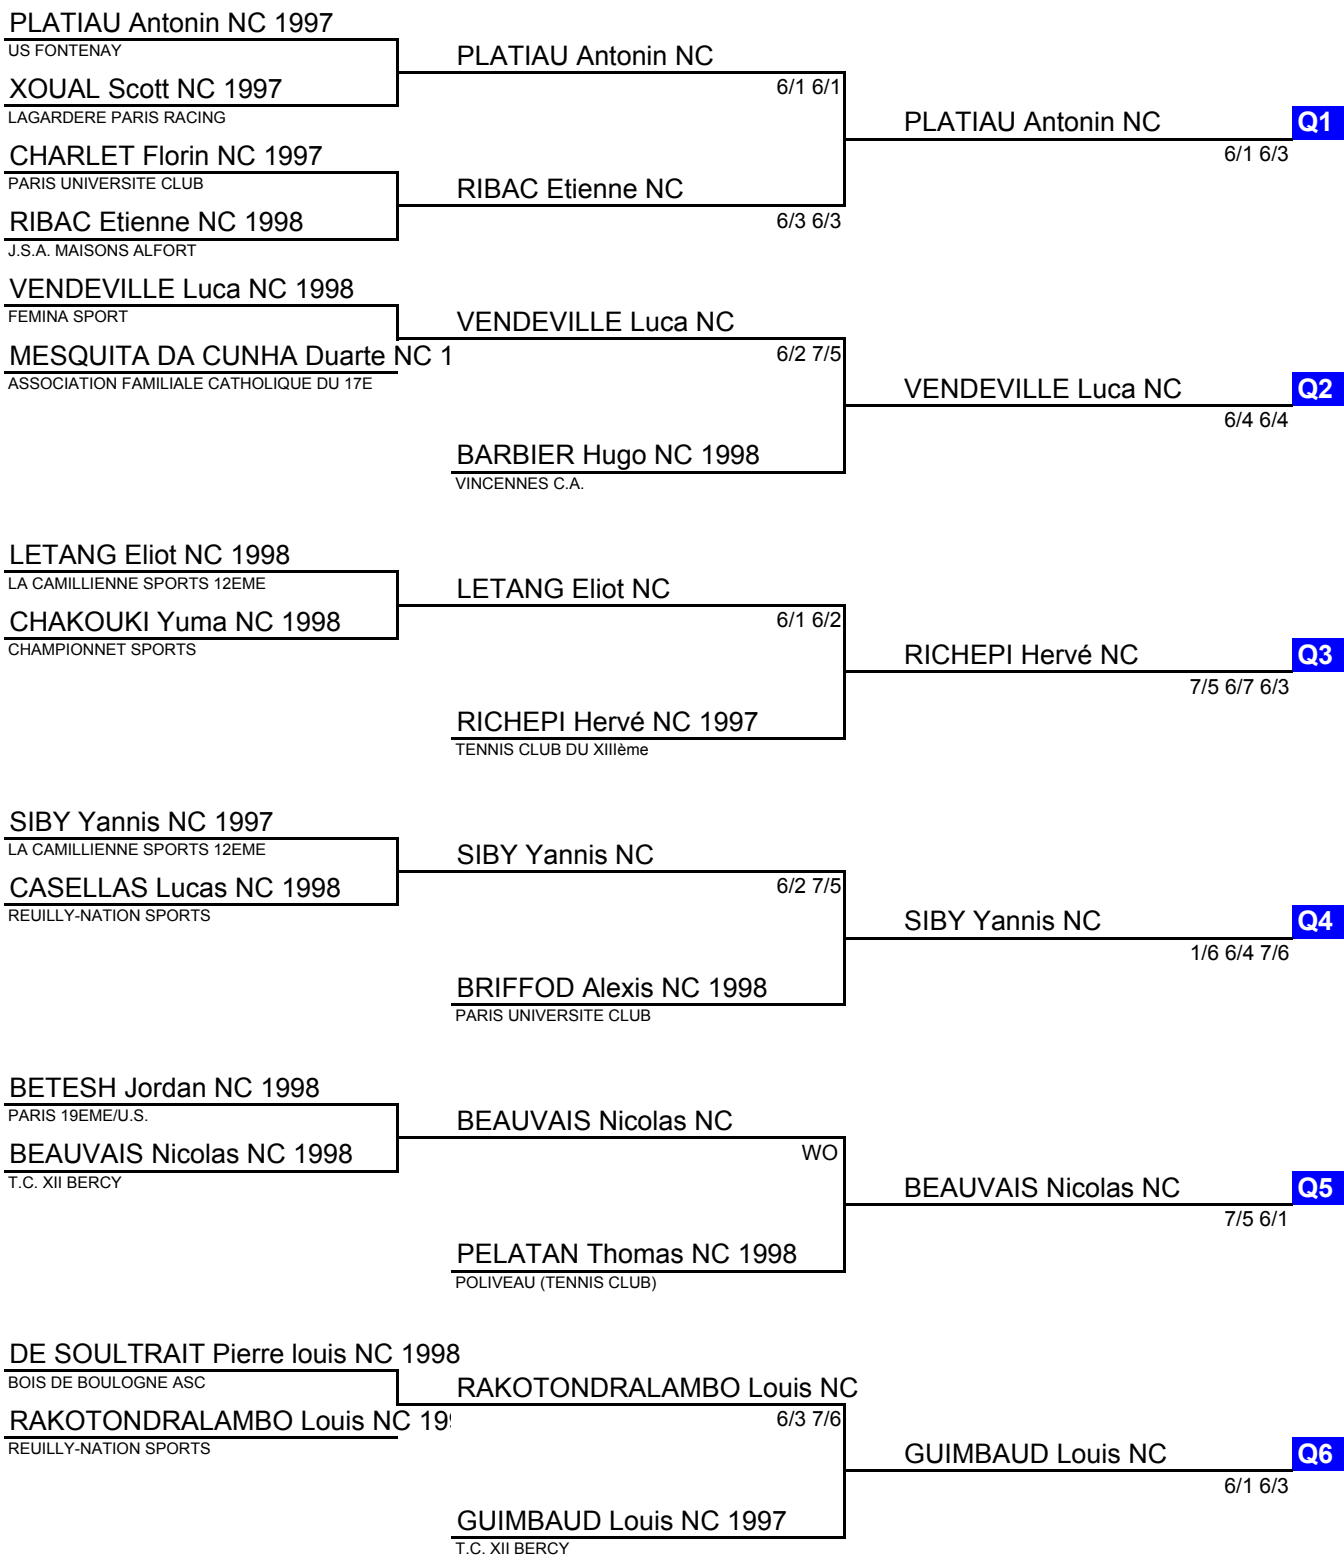 PLATIAU Antonin NC 1997
US FONTENAY
PLATIAU Antonin NC
XOUAL Scott NC 1997
6/1 6/1
LAGARDERE PARIS RACING
PLATIAU Antonin NC
Q1
CHARLET Florin NC 1997
6/1 6/3
PARIS UNIVERSITE CLUB
RIBAC Etienne NC
RIBAC Etienne NC 1998
6/3 6/3
J.S.A. MAISONS ALFORT
VENDEVILLE Luca NC 1998
FEMINA SPORT
VENDEVILLE Luca NC
MESQUITA DA CUNHA Duarte NC 1
6/2 7/5
ASSOCIATION FAMILIALE CATHOLIQUE DU 17E
VENDEVILLE Luca NC
Q2
6/4 6/4
BARBIER Hugo NC 1998
VINCENNES C.A.
LETANG Eliot NC 1998
LA CAMILLIENNE SPORTS 12EME
LETANG Eliot NC
CHAKOUKI Yuma NC 1998
6/1 6/2
CHAMPIONNET SPORTS
RICHEPI Hervé NC
Q3
7/5 6/7 6/3
RICHEPI Hervé NC 1997
TENNIS CLUB DU XIIIème
SIBY Yannis NC 1997
LA CAMILLIENNE SPORTS 12EME
SIBY Yannis NC
CASELLAS Lucas NC 1998
6/2 7/5
REUILLY-NATION SPORTS
SIBY Yannis NC
Q4
1/6 6/4 7/6
BRIFFOD Alexis NC 1998
PARIS UNIVERSITE CLUB
BETESH Jordan NC 1998
PARIS 19EME/U.S.
BEAUVAIS Nicolas NC
BEAUVAIS Nicolas NC 1998
WO
T.C. XII BERCY
BEAUVAIS Nicolas NC
Q5
7/5 6/1
PELATAN Thomas NC 1998
POLIVEAU (TENNIS CLUB)
DE SOULTRAIT Pierre louis NC 1998
BOIS DE BOULOGNE ASC
RAKOTONDRALAMBO Louis NC
RAKOTONDRALAMBO Louis NC 19
6/3 7/6
REUILLY-NATION SPORTS
GUIMBAUD Louis NC
Q6
6/1 6/3
GUIMBAUD Louis NC 1997
T.C. XII BERCY